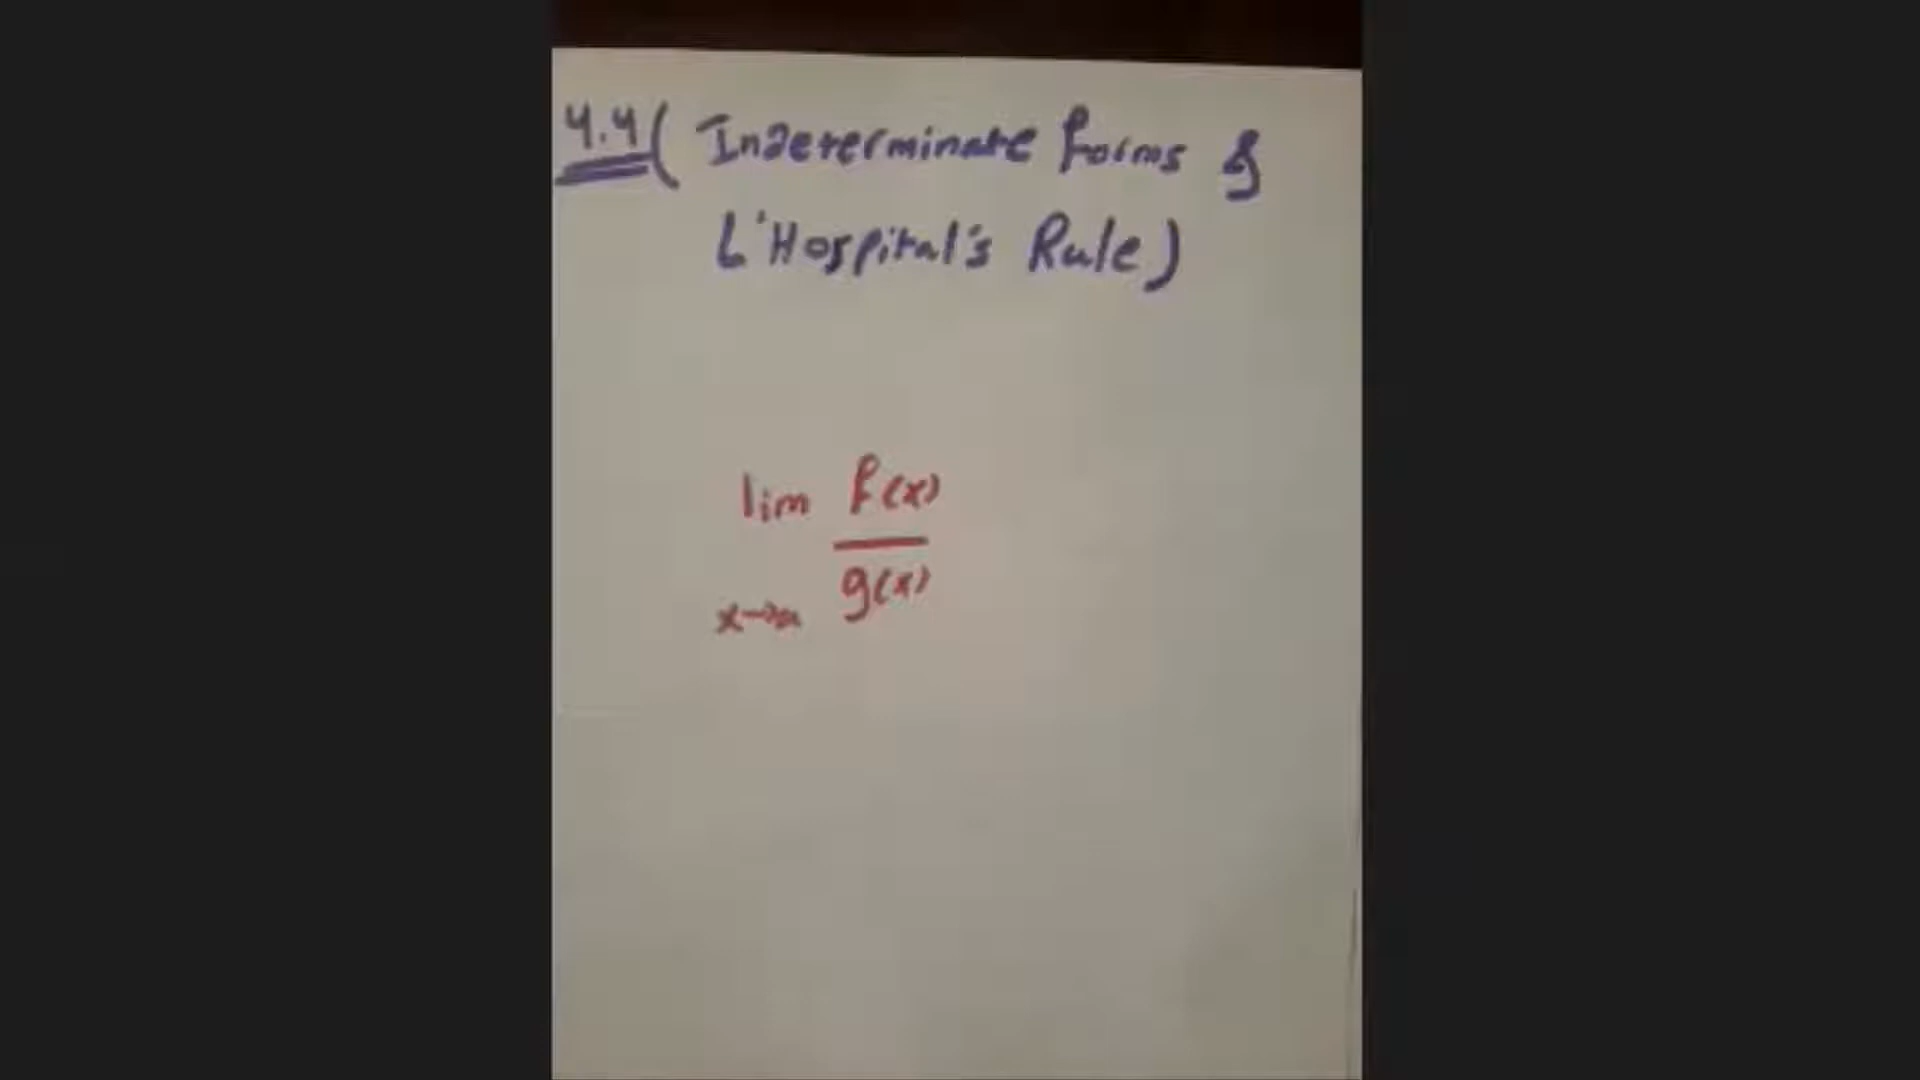 4.4 ( Indeterminate forms &
L'Hospital's Rule )
lim f(x)
x→a g(x)